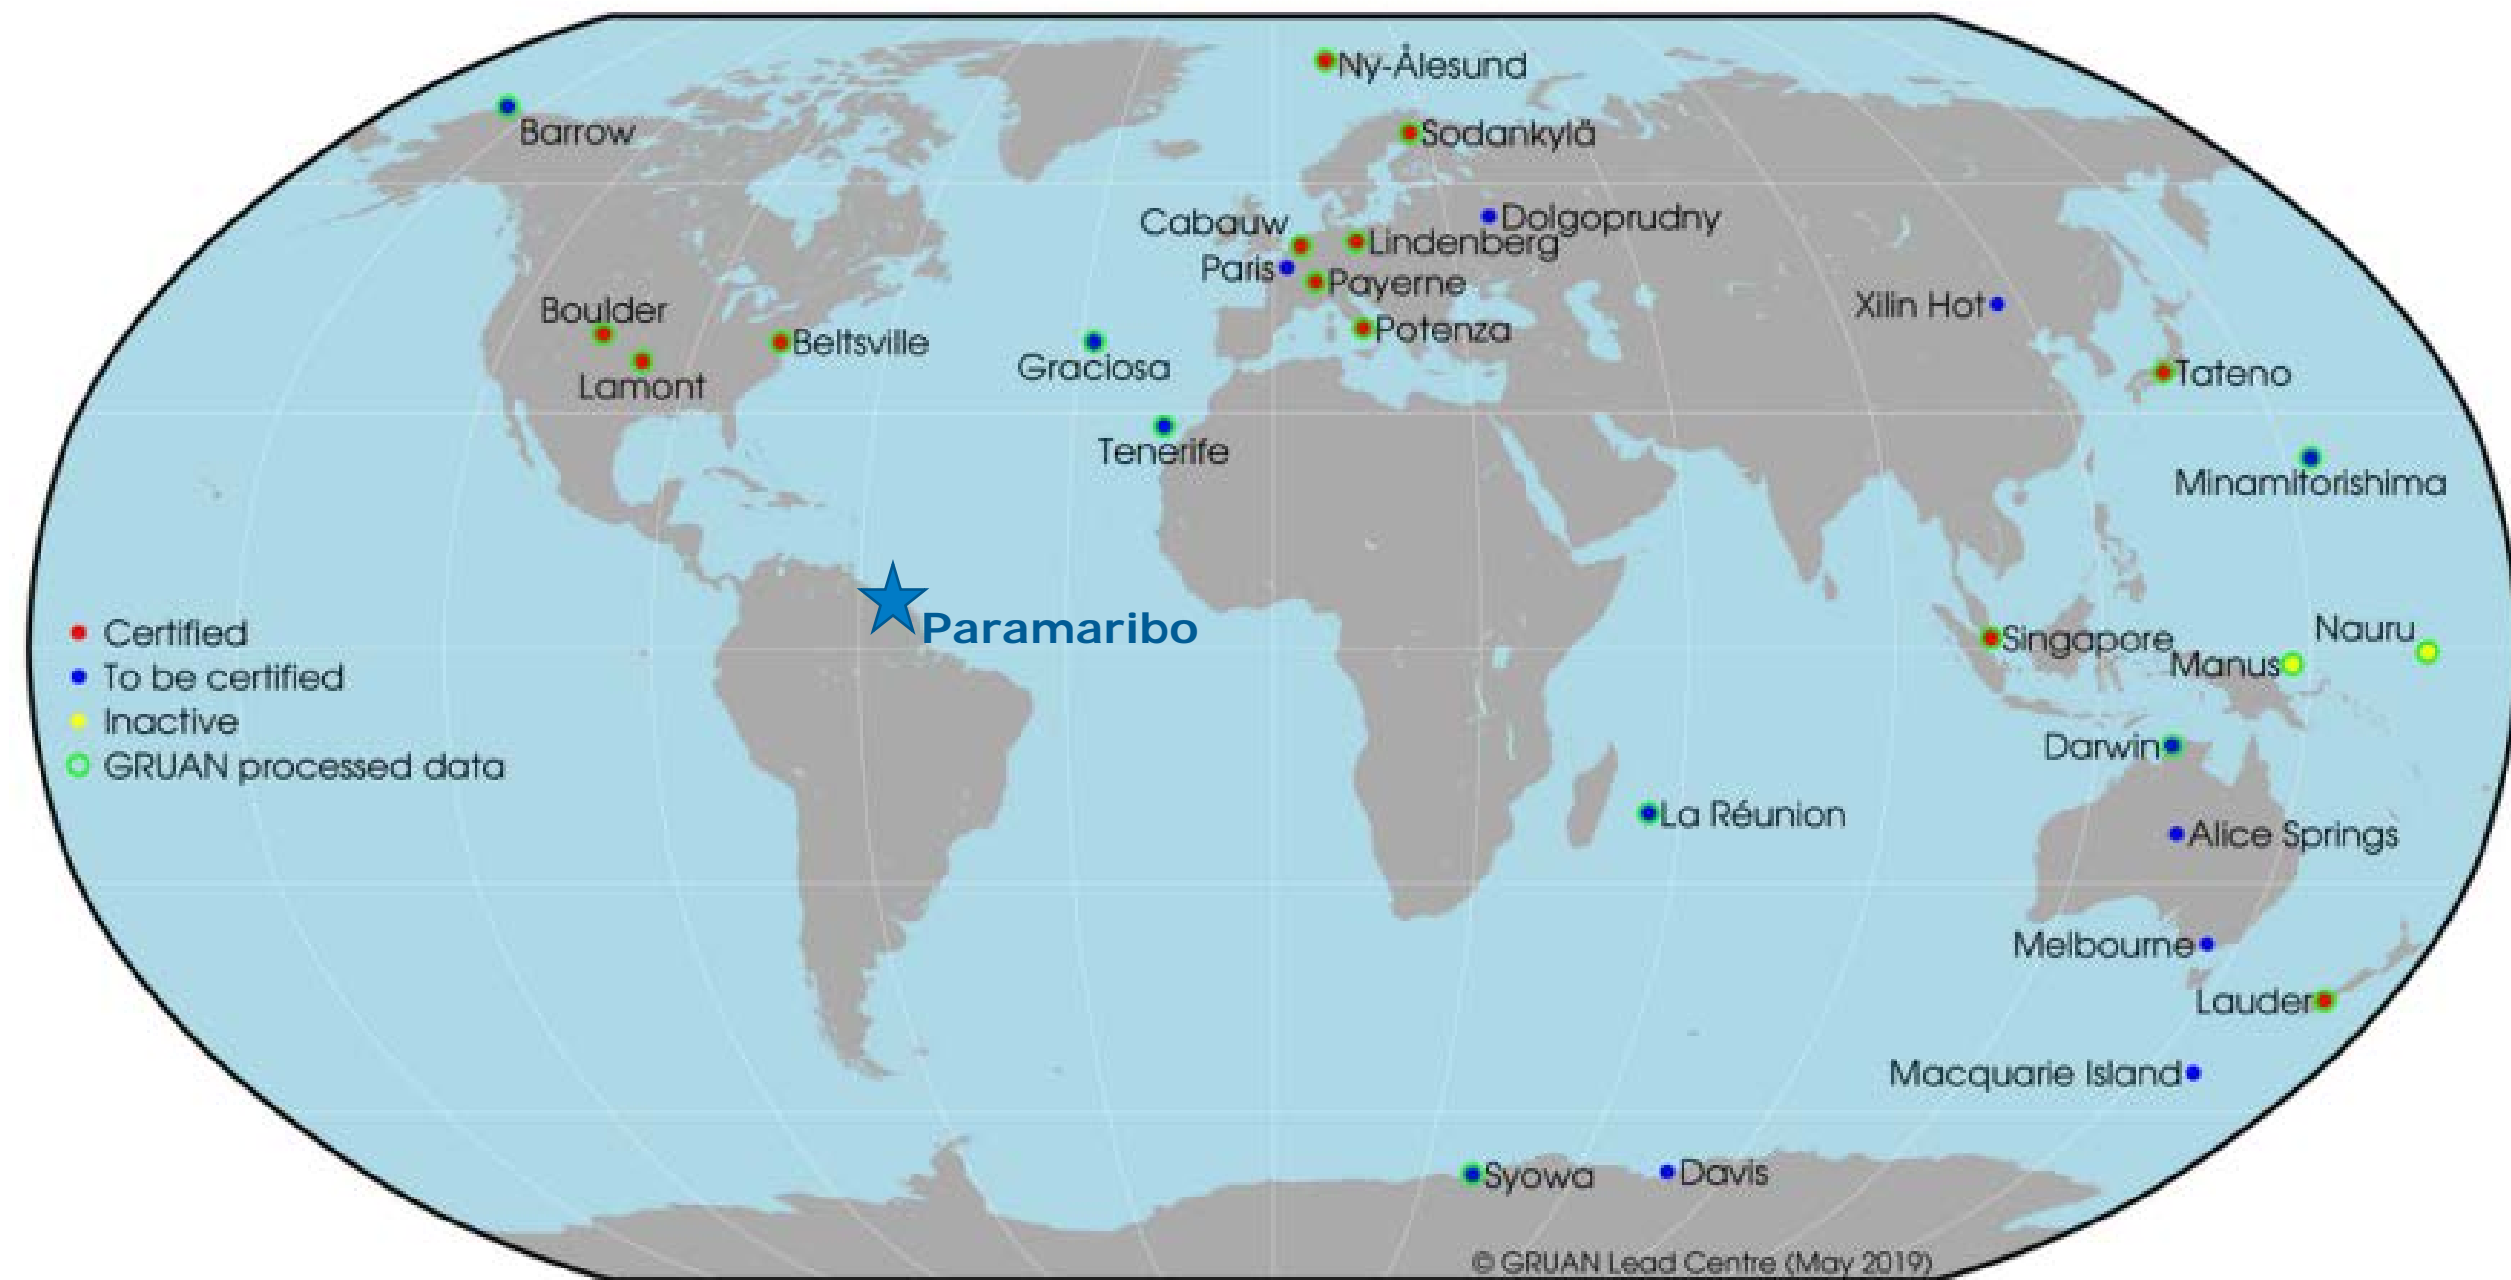 Ny-Ålesund
Barrow
Sodankylä
Cabauw
Dolgoprudny
Lindenberg
Paris
Payerne
Boulder
Xilin Hot
Potenza
Beltsville
Graciosa
Lamont
Tateno
Tenerife
Minamitorishima
Paramaribo
Certified
To be certified
Inactive
GRUAN processed data
Singapore
Nauru
Manus
Darwin
La Réunion
Alice Springs
Melbourne
Lauder
Macquarie Island
Syowa
Davis
© GRUAN Lead Centre (May 2019)